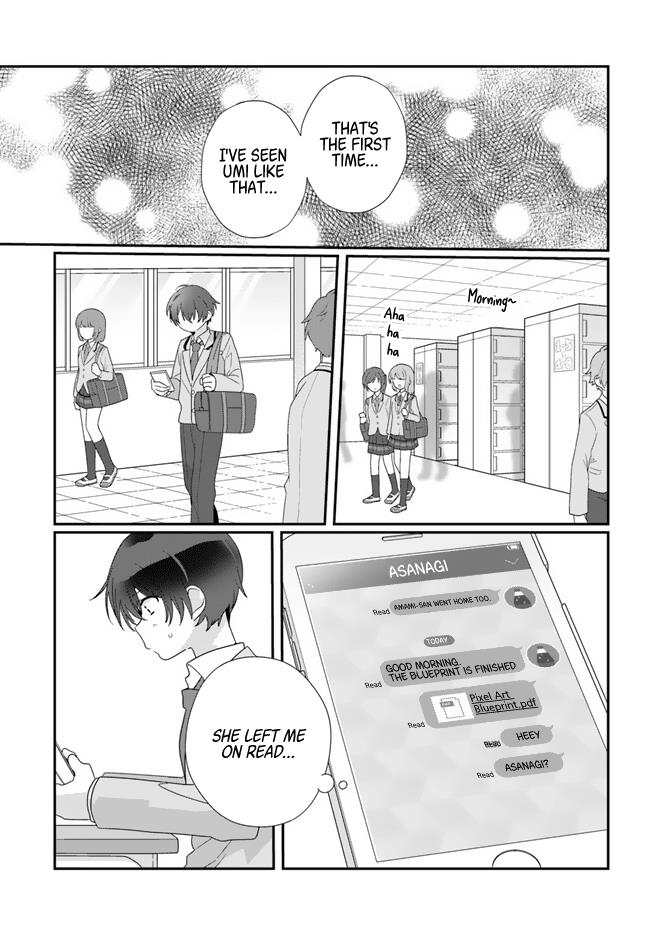 THAT'S
THE FIRST
TIME...
I'VE SEEN
UMI LIKE
THAT...
Morning~
Aha
ha
ha
ASANAGI
AMAMI-SAN WENT HOME TOO.
Read
TODAY
GOOD MORNING.
THE BLUEPRINT IS FINISHED
Read
Pixel Art
Blueprint.pdf
Read
HEEY
Read
ASANAGI?
Read
SHE LEFT ME
ON READ...